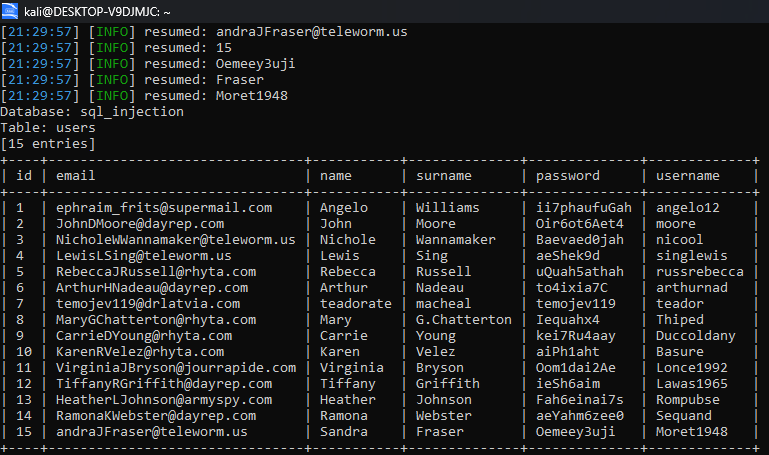 kali@DESKTOP-V9DJMJC: ~
[21:29:57] [INFO] resumed: andraJFraser@teleworm.us
[21:29:57] [INFO] resumed: 15
[21:29:57] [INFO] resumed: Oemeey3uji
[21:29:57] [INFO] resumed: Fraser
[21:29:57] [INFO] resumed: Moret1948
Database: sql_injection
Table: users
[15 entries]
+----+--------------------------------+-----------+--------------+--------------+-------------+
| id | email                          | name      | surname      | password     | username    |
+----+--------------------------------+-----------+--------------+--------------+-------------+
| 1  | ephraim_frits@supermail.com    | Angelo    | Williams     | ii7phaufuGah | angelo12    |
| 2  | JohnDMoore@dayrep.com          | John      | Moore        | Oir6ot6Aet4  | moore       |
| 3  | NicholeWWannamaker@teleworm.us | Nichole   | Wannamaker   | Baevaed0jah  | nicool      |
| 4  | LewisLSing@teleworm.us         | Lewis     | Sing         | aeShek9d     | singlewis   |
| 5  | RebeccaJRussell@rhyta.com      | Rebecca   | Russell      | uQuah5athah  | russrebecca |
| 6  | ArthurHNadeau@dayrep.com       | Arthur    | Nadeau       | to4ixia7C    | arthurnad   |
| 7  | temojev119@drlatvia.com        | teadorate | macheal      | temojev119   | teador      |
| 8  | MaryGChatterton@rhyta.com      | Mary      | G.Chatterton | Iequahx4     | Thiped      |
| 9  | CarrieDYoung@rhyta.com         | Carrie    | Young        | kei7Ru4aay   | Duccoldany  |
| 10 | KarenRVelez@rhyta.com          | Karen     | Velez        | aiPh1aht     | Basure      |
| 11 | VirginiaJBryson@jourrapide.com | Virginia  | Bryson       | Oom1dai2Ae   | Lonce1992   |
| 12 | TiffanyRGriffith@dayrep.com    | Tiffany   | Griffith     | ieSh6aim     | Lawas1965   |
| 13 | HeatherLJohnson@armyspy.com    | Heather   | Johnson      | Fah6einai7s  | Rompubse    |
| 14 | RamonaKWebster@dayrep.com      | Ramona    | Webster      | aeYahm6zee0  | Sequand     |
| 15 | andraJFraser@teleworm.us       | Sandra    | Fraser       | Oemeey3uji   | Moret1948   |
+----+--------------------------------+-----------+--------------+--------------+-------------+